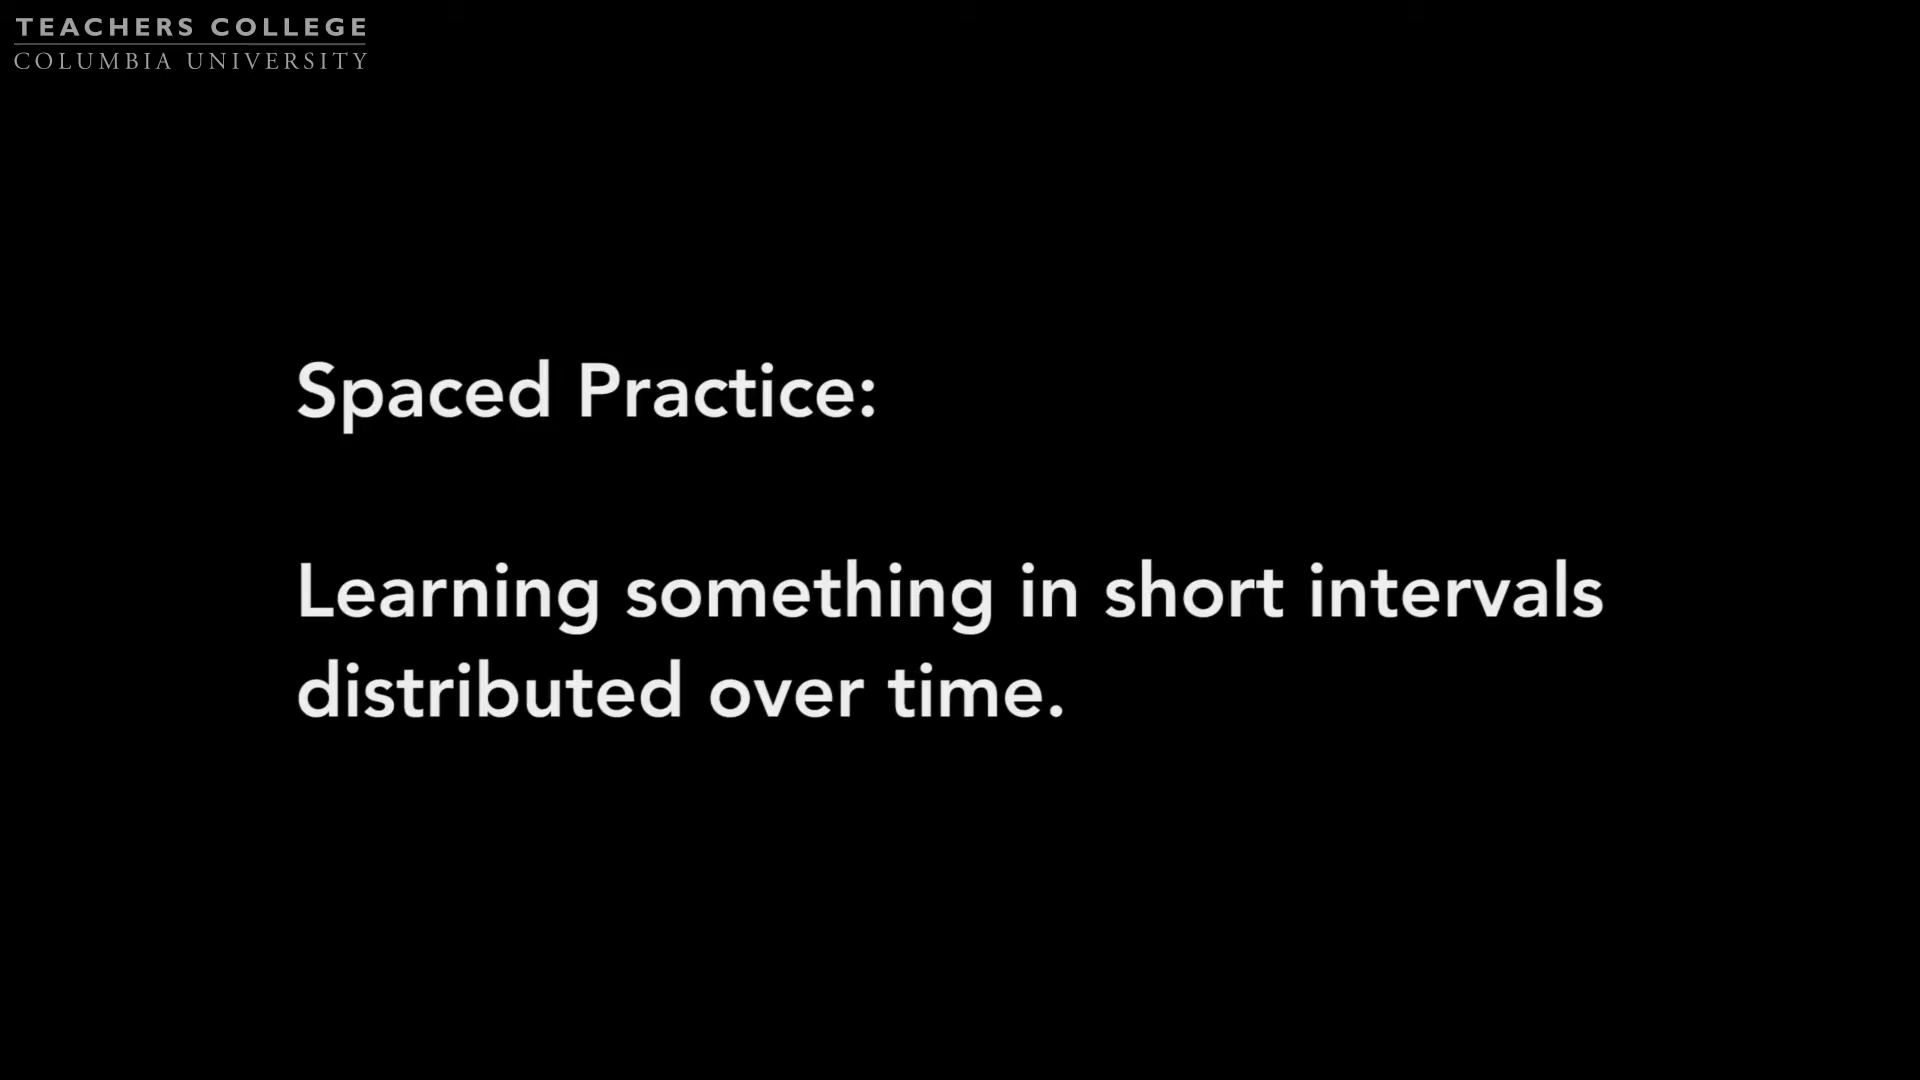 TEACHERS COLLEGE
COLUMBIA UNIVERSITY
Spaced Practice:
Learning something in short intervals
distributed over time.